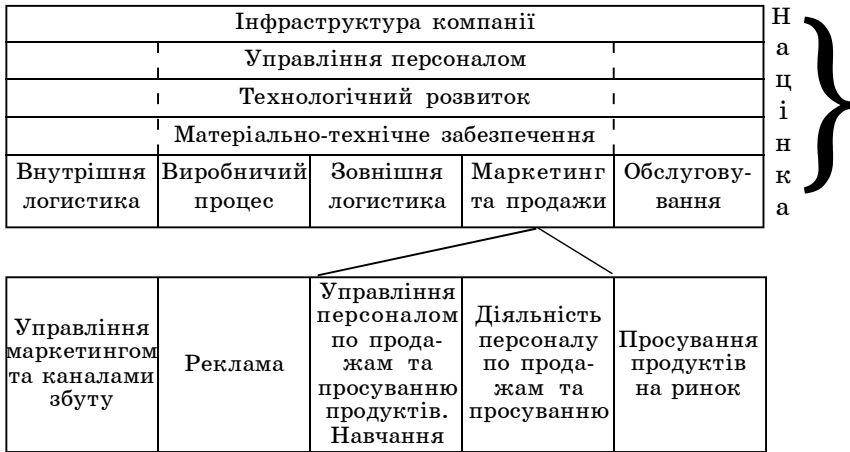 Інфраструктура компанії
Управління персоналом
Технологічний розвиток
Матеріально-технічне забезпечення
Внутрішня
логистика
Виробничий
процес
Зовнішня
логистика
Маркетинг
та продажи
Обслугову-
вання
Націнка
Управління
маркетингом
та каналами
збуту
Реклама
Управління
персоналом
по прода-
жам та
просуванню
продуктів.
Навчання
Діяльність
персоналу
по прода-
жам та
просуванню
Просування
продуктів
на ринок